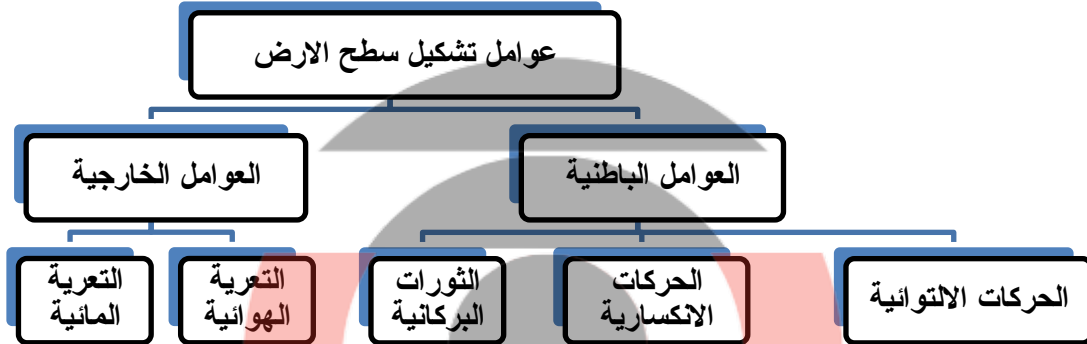 عوامل تشكيل سطح الارض
العوامل الباطنية
العوامل الخارجية
الحركات الالتوائية
الحركات
الانكسارية
الثورات
البركانية
التعرية
الهوائية
التعرية
المائية